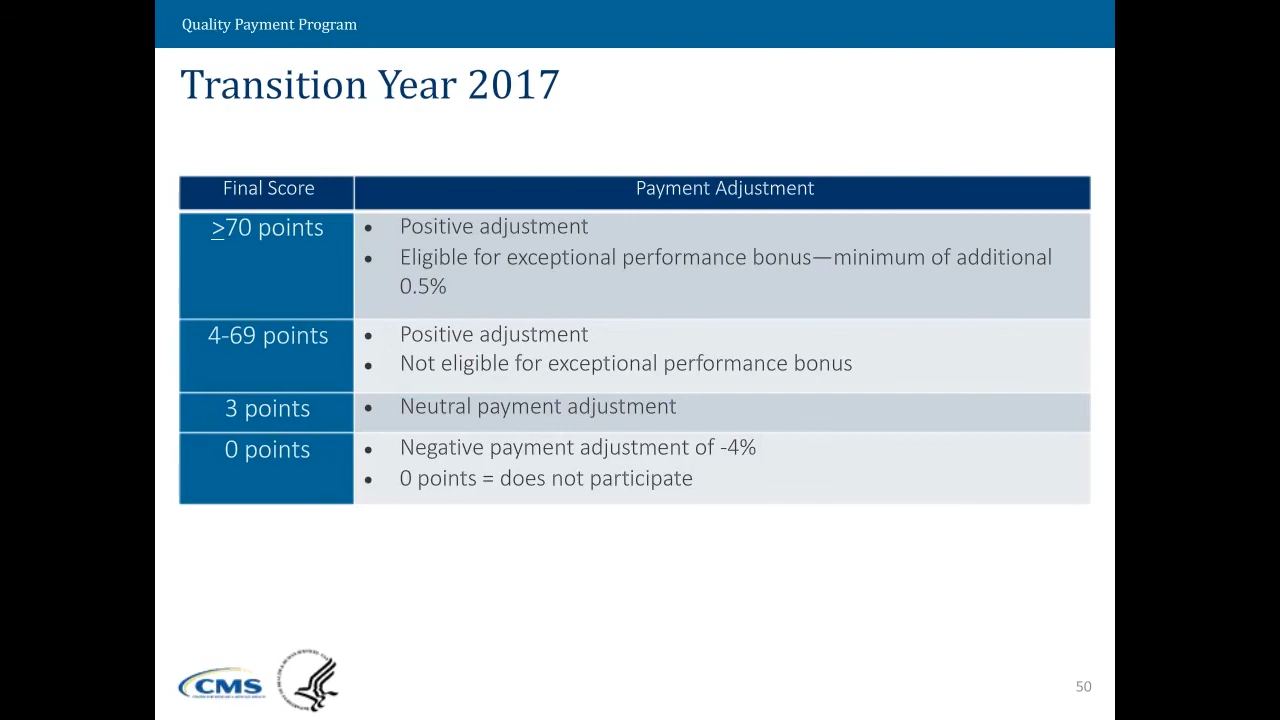 Quality Payment Program
Transition Year 2017
Final Score
Payment Adjustment
>70 points
• Positive adjustment
• Eligible for exceptional performance bonus—minimum of additional
0.5%
4-69 points
• Positive adjustment
• Not eligible for exceptional performance bonus
3 points
• Neutral payment adjustment
0 points
• Negative payment adjustment of -4%
• 0 points = does not participate
CMS
50